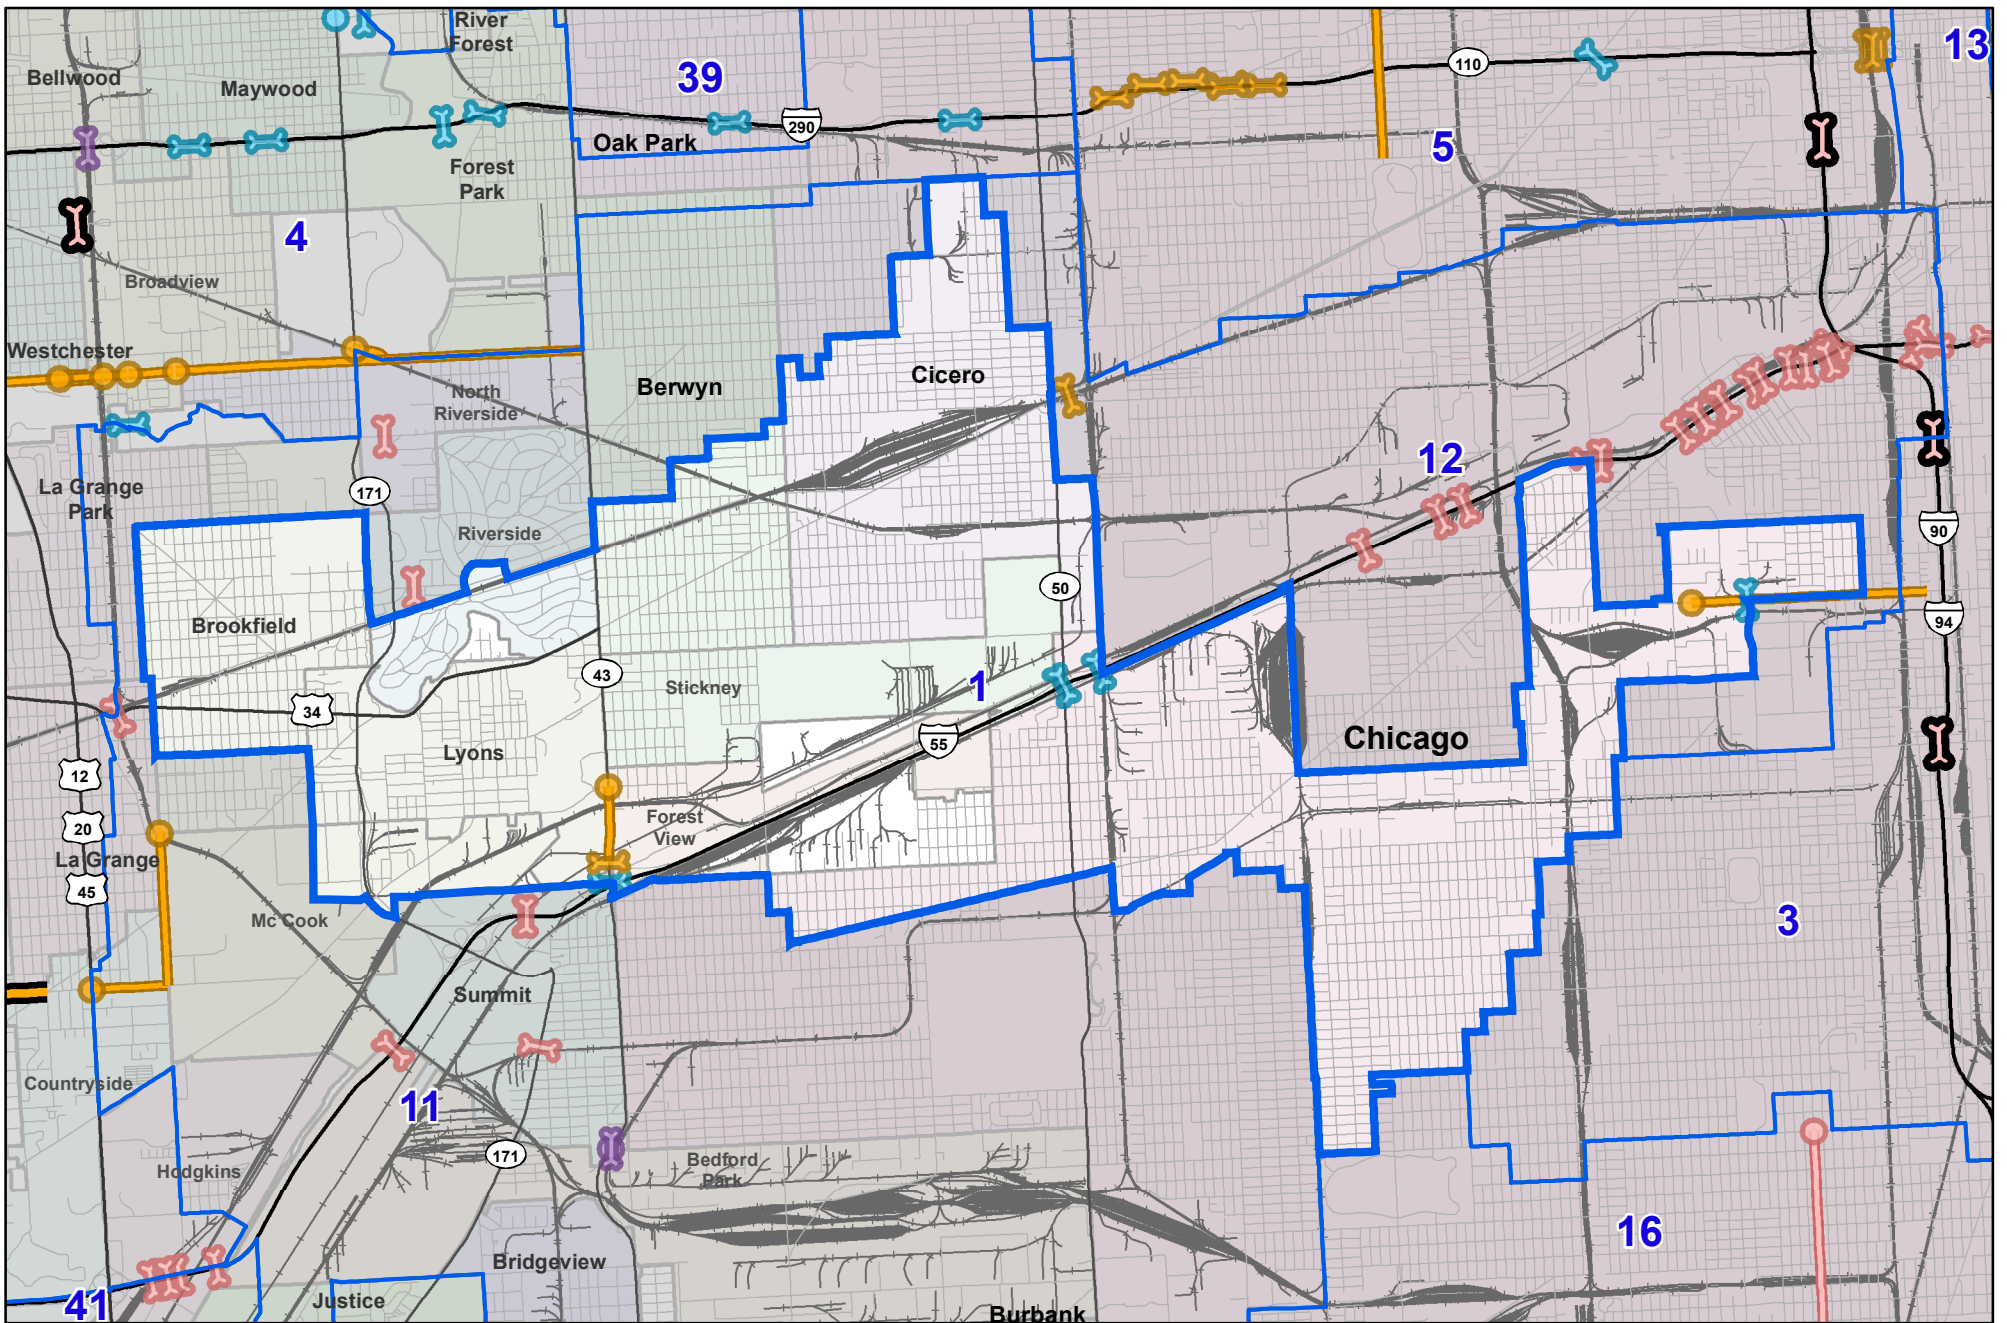 River
Forest
13
Bellwood
Maywood
39
110
290
Oak Park
5
Forest
Park
4
Broadview
Westchester
North
Riverside
Berwyn
Cicero
12
La Grange
Park
171
Riverside
90
50
Brookfield
94
43
Stickney
1
34
55
Chicago
Lyons
12
20
Forest
View
La Grange
45
Mc Cook
3
Summit
Countryside
11
171
Hodgkins
Bedford
Park
16
Bridgeview
41
Justice
Burbank